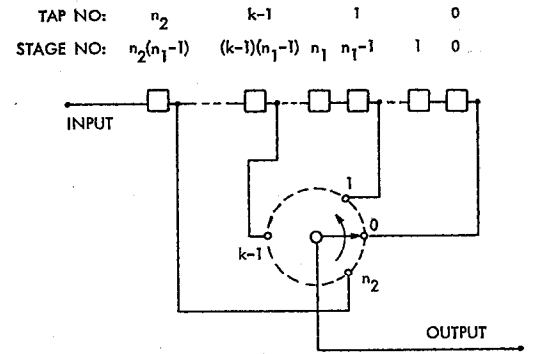 TAP NO: n₂ k-1 1 0
STAGE NO: n₂(n₁-1) (k-1)(n₁-1) n₁ n₁-1 1 0
INPUT
1
0
k-1
n₂
OUTPUT